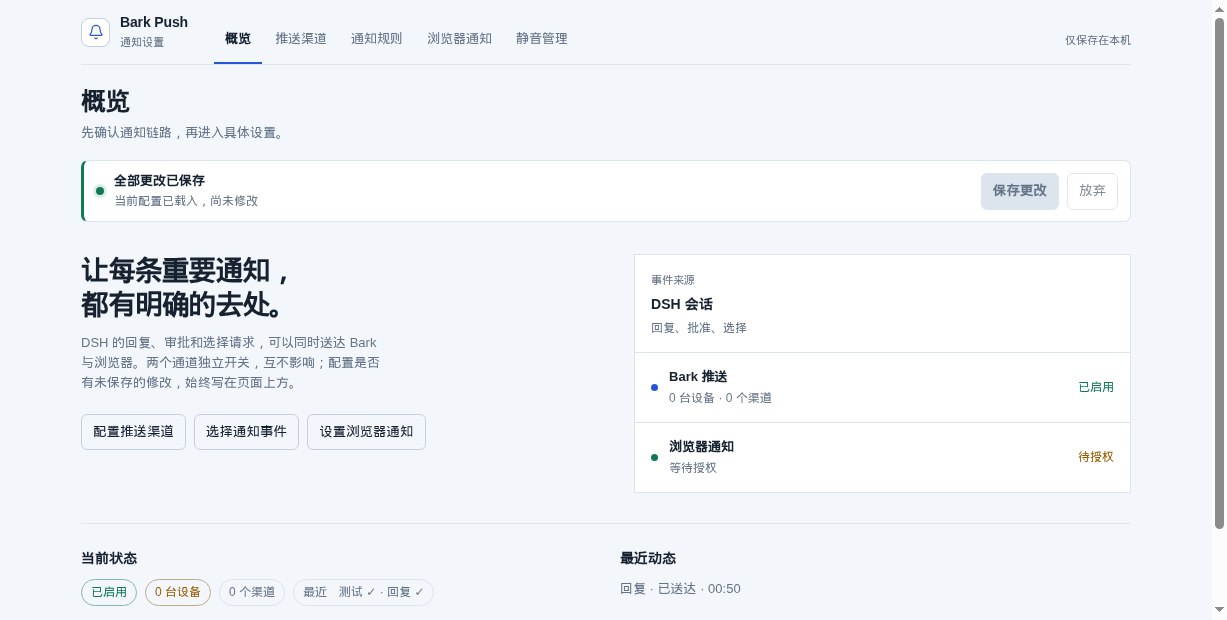 Bark Push
通知设置
概览
推送渠道
通知规则
浏览器通知
静音管理
仅保存在本机
概览
先确认通知链路，再进入具体设置。
全部更改已保存
当前配置已载入，尚未修改
保存更改
放弃
让每条重要通知，
都有明确的去处。
DSH 的回复、审批和选择请求，可以同时送达 Bark
与浏览器。两个通道独立开关，互不影响；配置是否
有未保存的修改，始终写在页面上方。
配置推送渠道
选择通知事件
设置浏览器通知
事件来源
DSH 会话
回复、批准、选择
Bark 推送
0 台设备 · 0 个渠道
已启用
浏览器通知
等待授权
待授权
当前状态
已启用
0 台设备
0 个渠道
最近 测试 ✓ · 回复 ✓
最近动态
回复 · 已送达 · 00:50